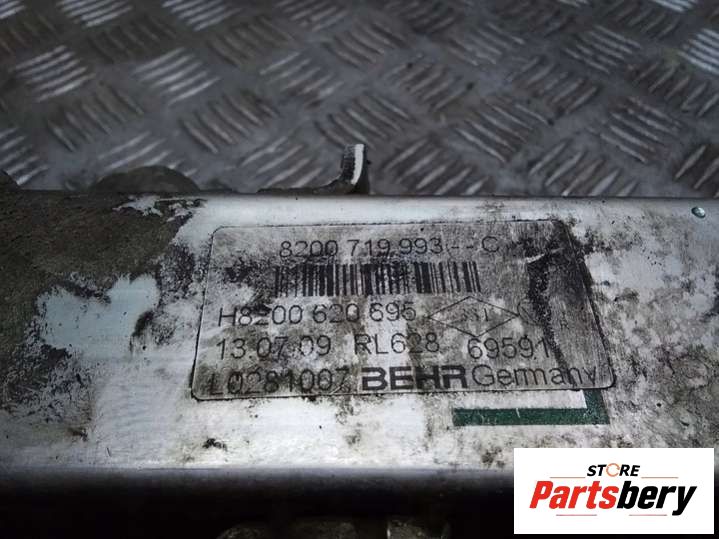 8200 719 993 -- C
H8200 620 695
13.07.09 RL628 69591
L0281007 BEHR Germany
STORE
Partsbery